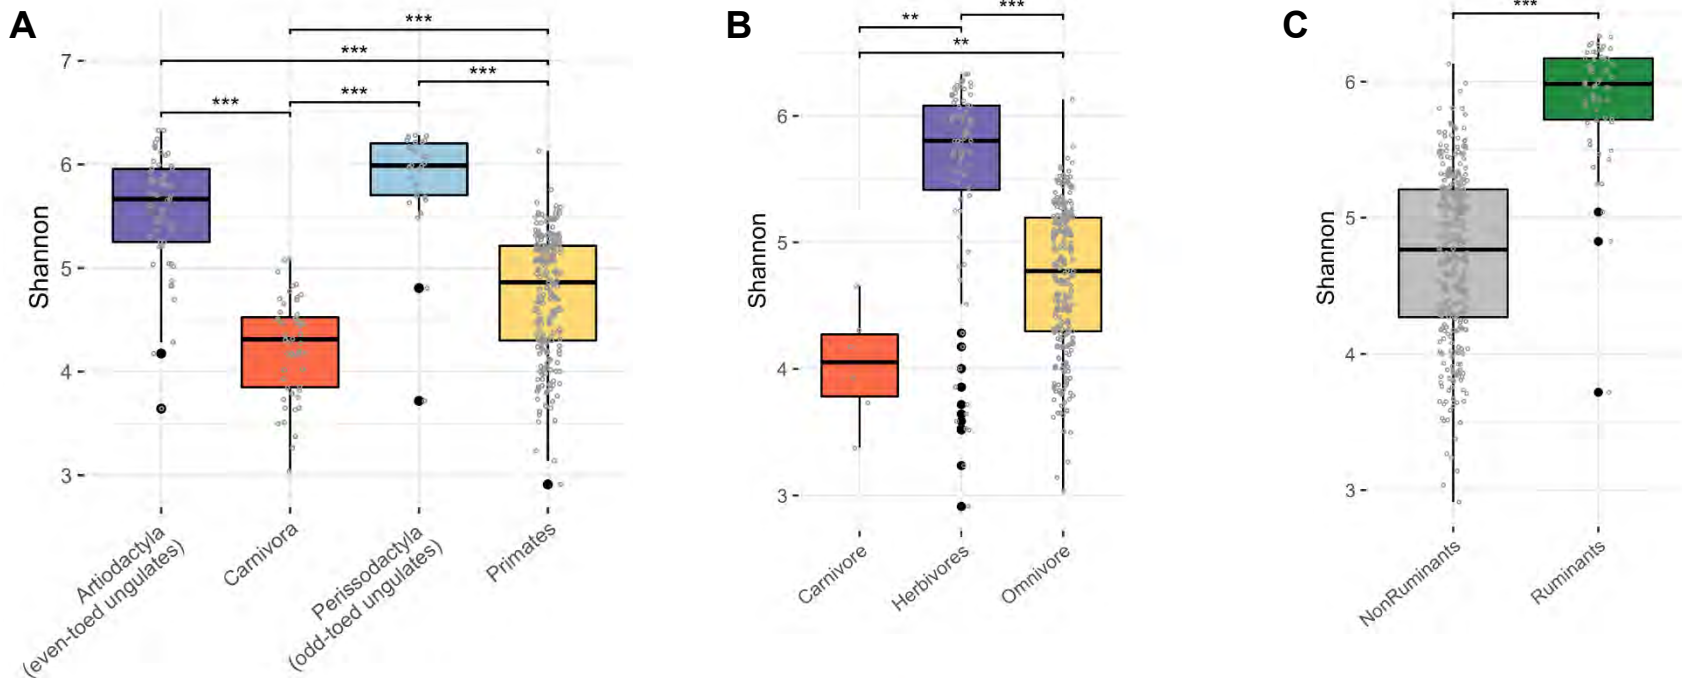 A
***
***
***
***
***
7
6
5
4
3
Shannon
Artiodactyla
(even-toed ungulates)
Carnivora
Perissodactyla
(odd-toed ungulates)
Primates
B
***
**
**
6
5
4
3
Shannon
Carnivore
Herbivores
Omnivore
C
***
6
5
4
3
Shannon
NonRuminants
Ruminants